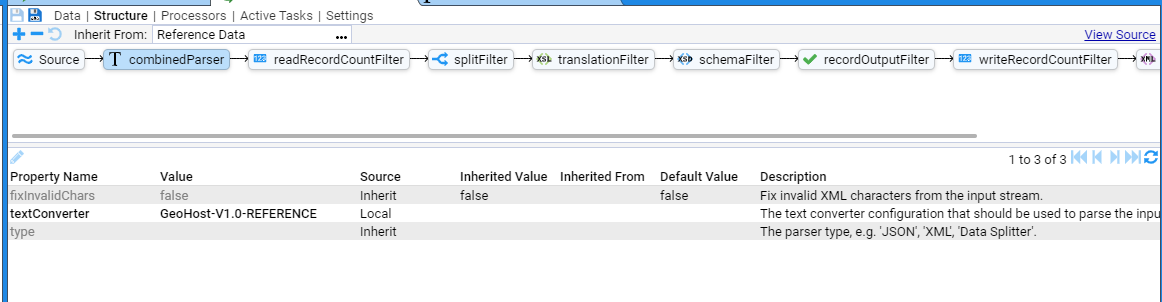 Data | Structure | Processors | Active Tasks | Settings
Inherit From: Reference Data ... View Source
Source combinedParser readRecordCountFilter splitFilter translationFilter schemaFilter recordOutputFilter writeRecordCountFilter
1 to 3 of 3
Property Name Value Source Inherited Value Inherited From Default Value Description
fixInvalidChars false Inherit false false Fix invalid XML characters from the input stream.
textConverter GeoHost-V1.0-REFERENCE Local The text converter configuration that should be used to parse the inpu
type Inherit The parser type, e.g. 'JSON', 'XML', 'Data Splitter'.